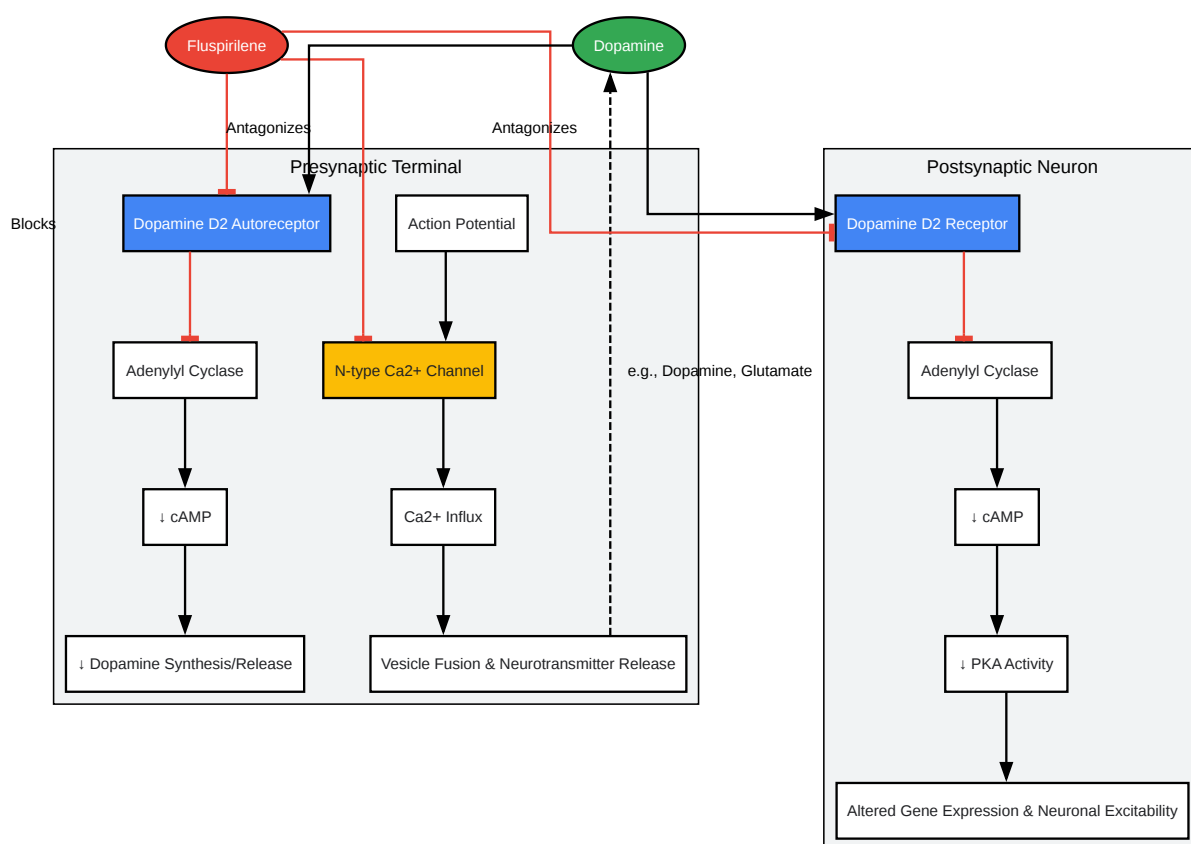 Fluspirilene
Dopamine
Antagonizes
Antagonizes
Presynaptic Terminal
Postsynaptic Neuron
Blocks
Dopamine D2 Autoreceptor
Action Potential
Dopamine D2 Receptor
Adenylyl Cyclase
N-type Ca2+ Channel
e.g., Dopamine, Glutamate
Adenylyl Cyclase
↓ cAMP
Ca2+ Influx
↓ cAMP
↓ Dopamine Synthesis/Release
Vesicle Fusion & Neurotransmitter Release
↓ PKA Activity
Altered Gene Expression & Neuronal Excitability